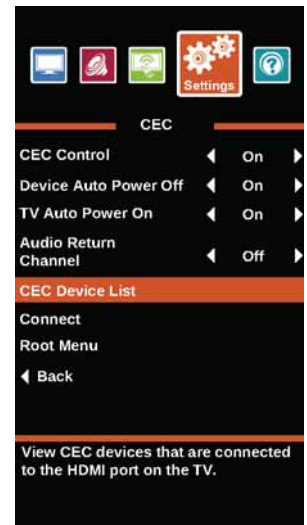 Settings
CEC
CEC Control On
Device Auto Power Off On
TV Auto Power On On
Audio Return
Channel Off
CEC Device List
Connect
Root Menu
Back
View CEC devices that are connected
to the HDMI port on the TV.